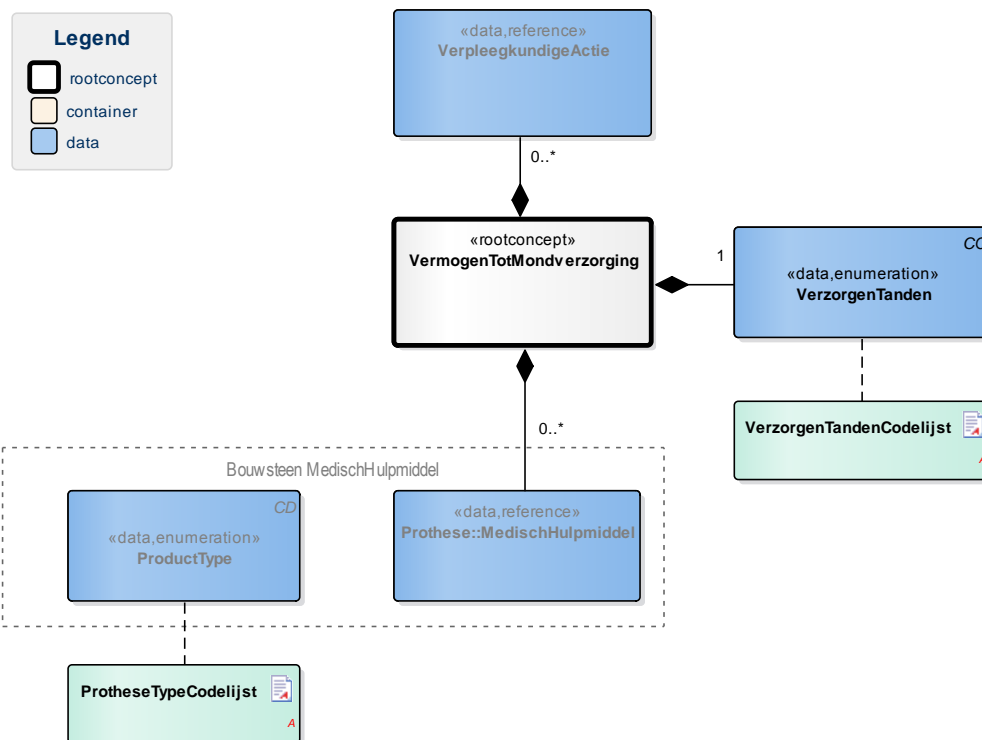 Legend
rootconcept
container
data
«data,reference»
VerpleegkundigeActie
0..*
«rootconcept»
VermogenTotMondverzorging
1
«data,enumeration»
VerzorgenTanden
VerzorgenTandenCodelijst
0..*
Bouwsteen MedischHulpmiddel
CD
«data,enumeration»
ProductType
«data,reference»
Prothese::MedischHulpmiddel
ProtheseTypeCodelijst
A